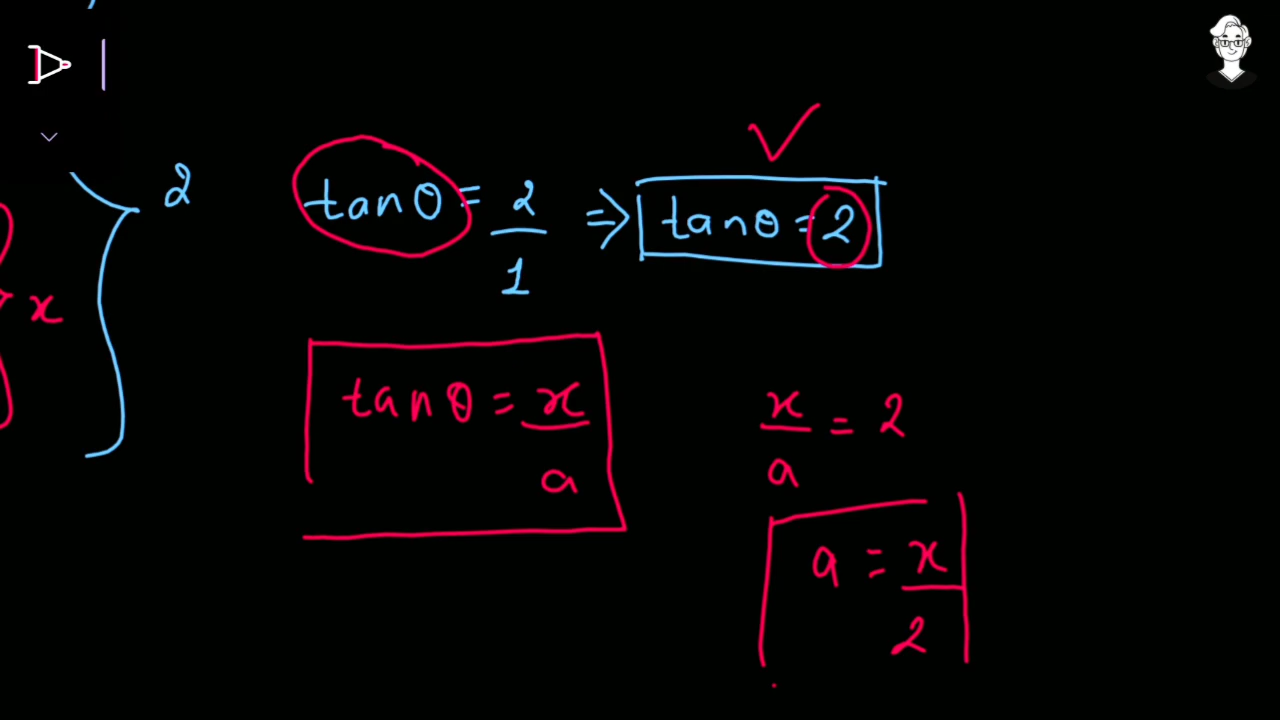 2
tanθ = 2/1 ⇒ tanθ = 2
x
tanθ = x/a
x/a = 2
a = x/2